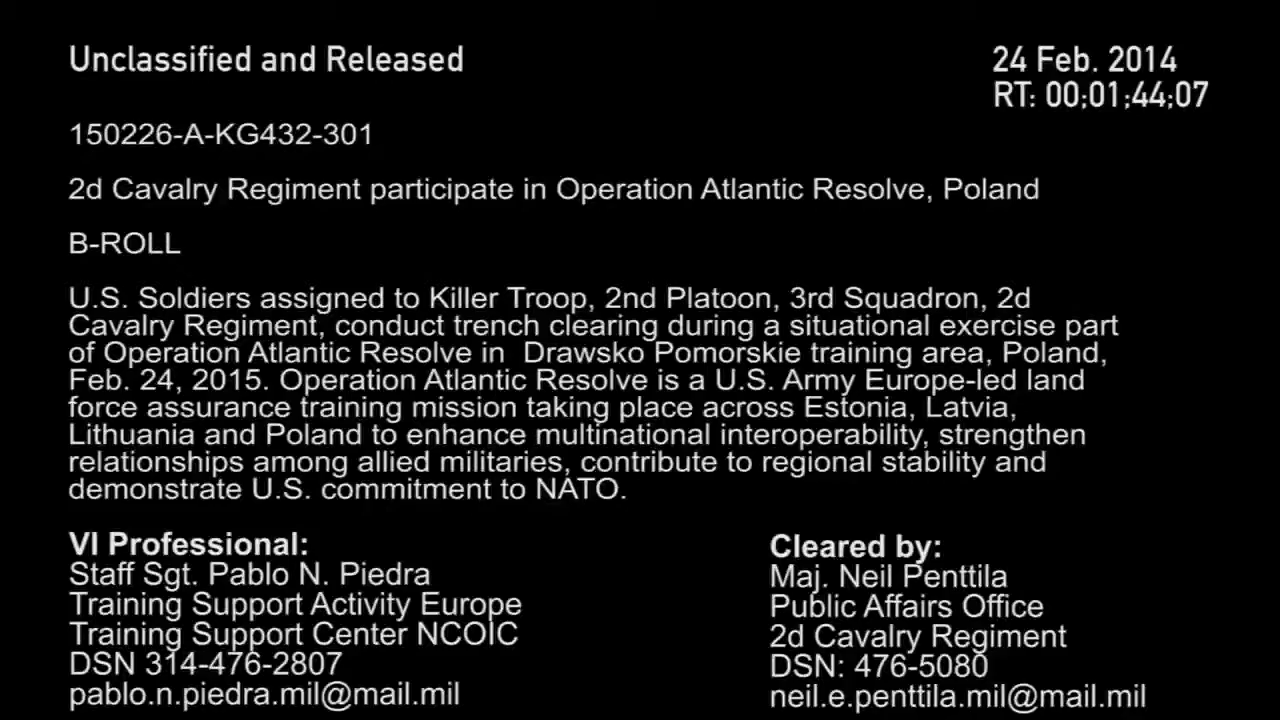 Unclassified and Released
24 Feb. 2014
RT: 00;01;44;07
150226-A-KG432-301
2d Cavalry Regiment participate in Operation Atlantic Resolve, Poland
B-ROLL
U.S. Soldiers assigned to Killer Troop, 2nd Platoon, 3rd Squadron, 2d
Cavalry Regiment, conduct trench clearing during a situational exercise part
of Operation Atlantic Resolve in  Drawsko Pomorskie training area, Poland,
Feb. 24, 2015. Operation Atlantic Resolve is a U.S. Army Europe-led land
force assurance training mission taking place across Estonia, Latvia,
Lithuania and Poland to enhance multinational interoperability, strengthen
relationships among allied militaries, contribute to regional stability and
demonstrate U.S. commitment to NATO.
VI Professional:
Staff Sgt. Pablo N. Piedra
Training Support Activity Europe
Training Support Center NCOIC
DSN 314-476-2807
pablo.n.piedra.mil@mail.mil
Cleared by:
Maj. Neil Penttila
Public Affairs Office
2d Cavalry Regiment
DSN: 476-5080
neil.e.penttila.mil@mail.mil